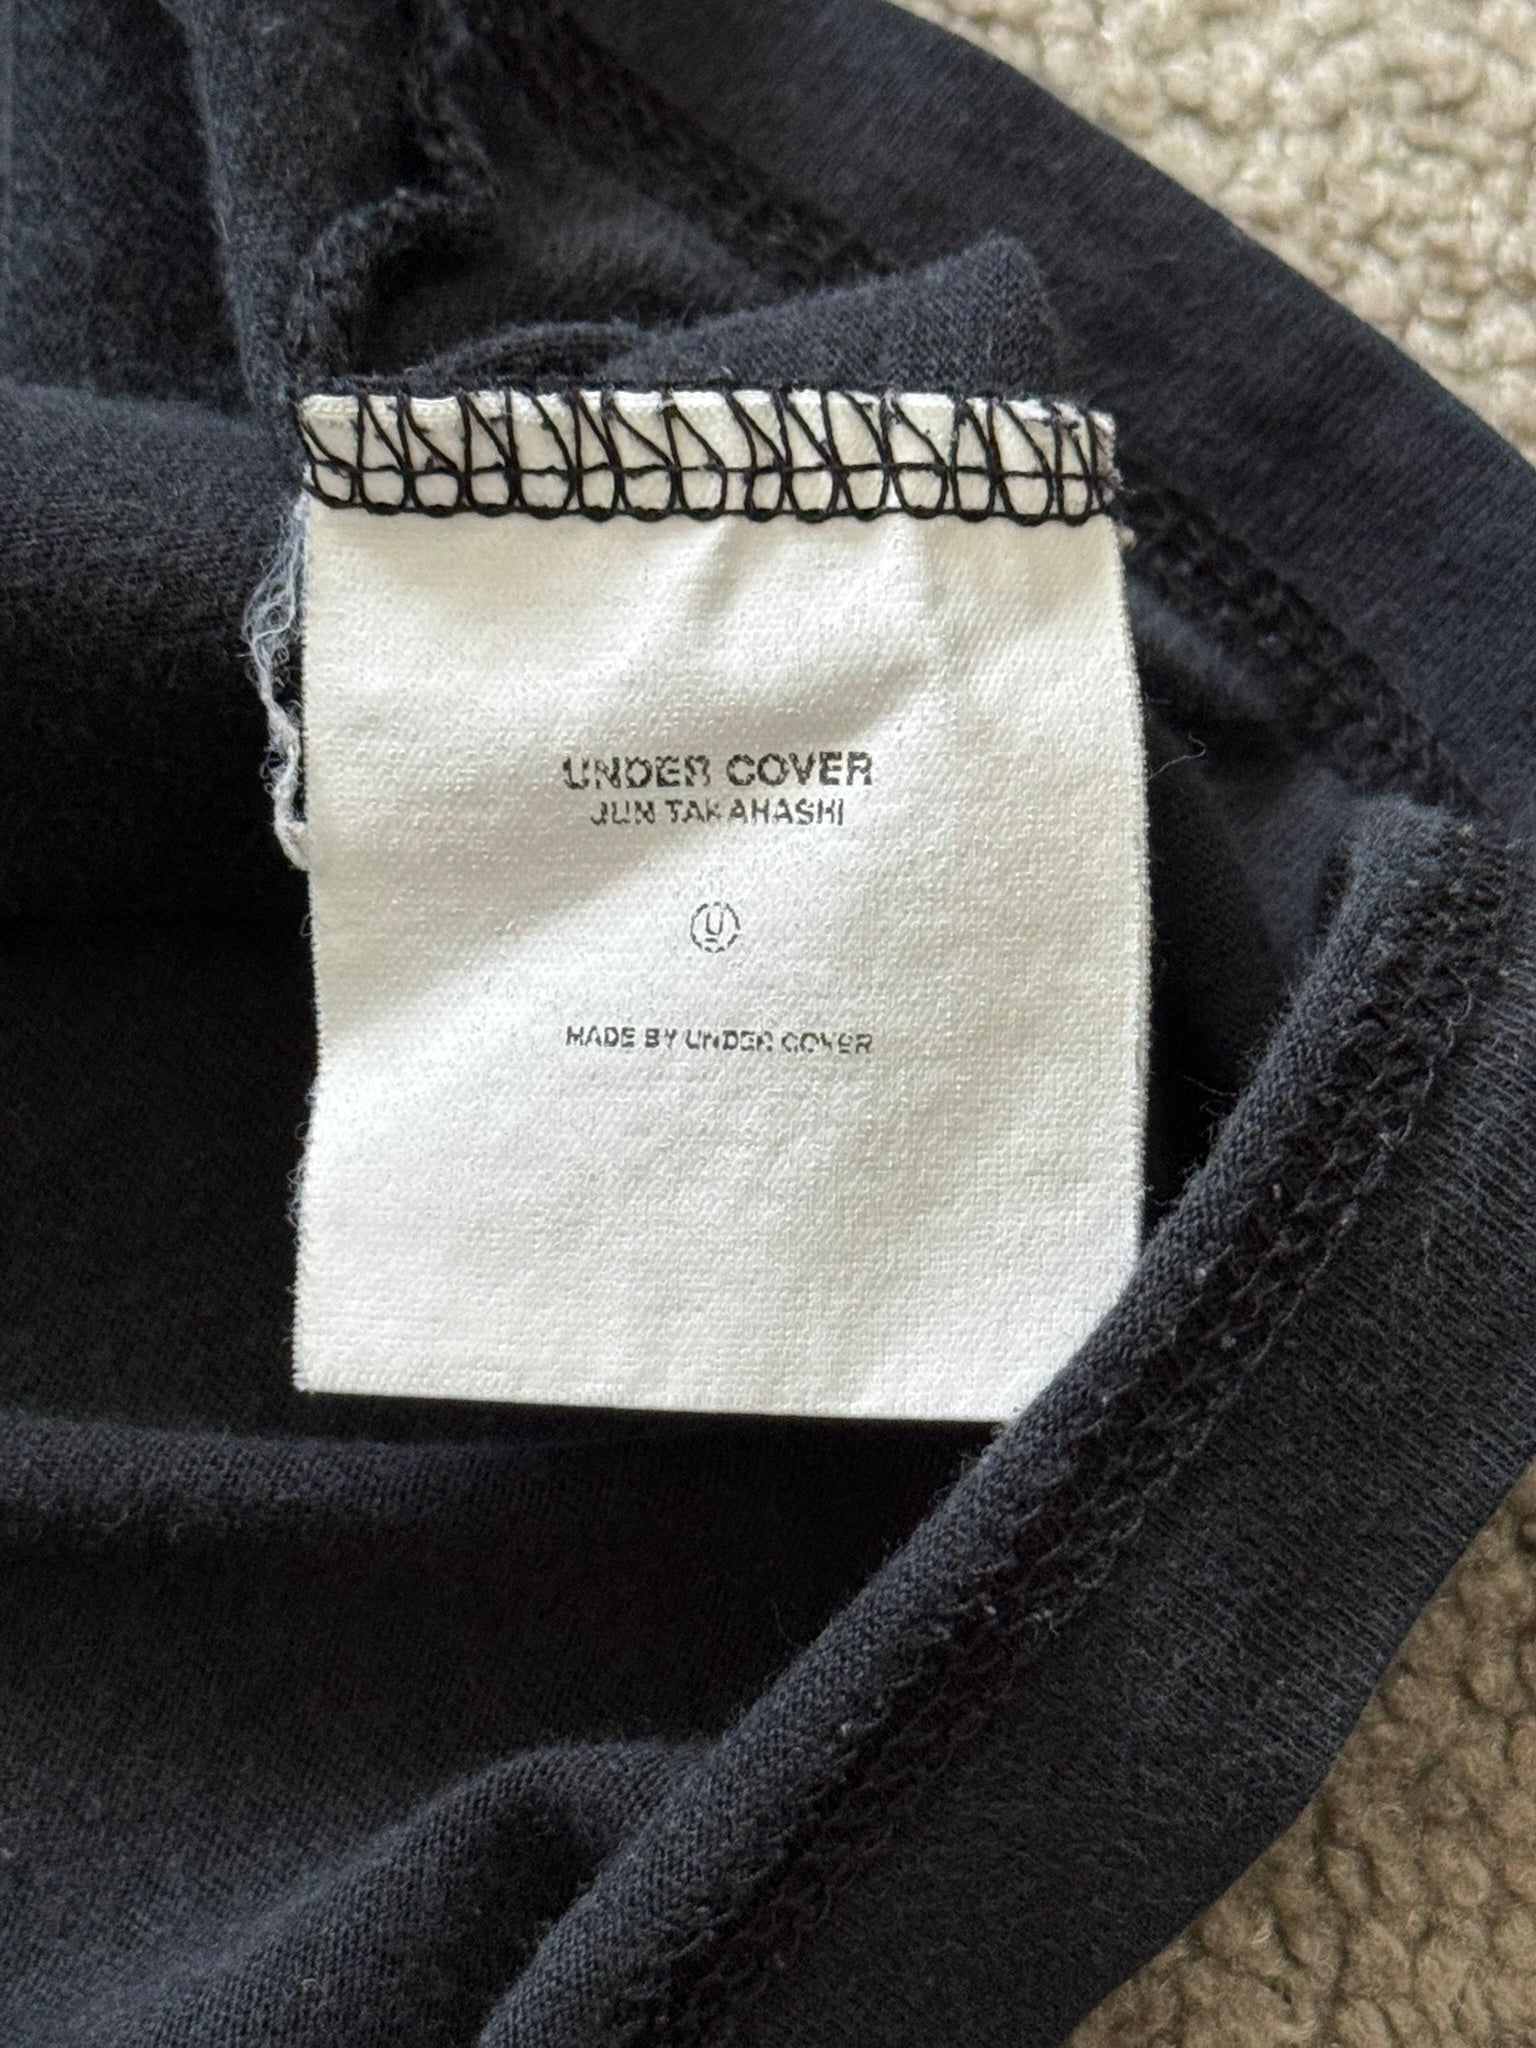 UNDER COVER
JUN TAKAHASHI
U
MADE BY UNDER COVER